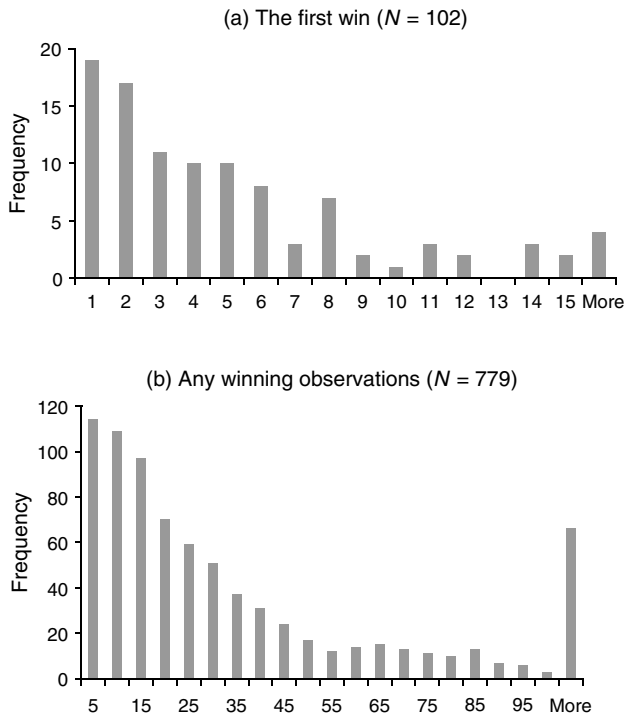 (a) The first win (N = 102)
20
15
10
5
0
Frequency
1 2 3 4 5 6 7 8 9 10 11 12 13 14 15 More
(b) Any winning observations (N = 779)
120
100
80
60
40
20
0
Frequency
5 15 25 35 45 55 65 75 85 95 More